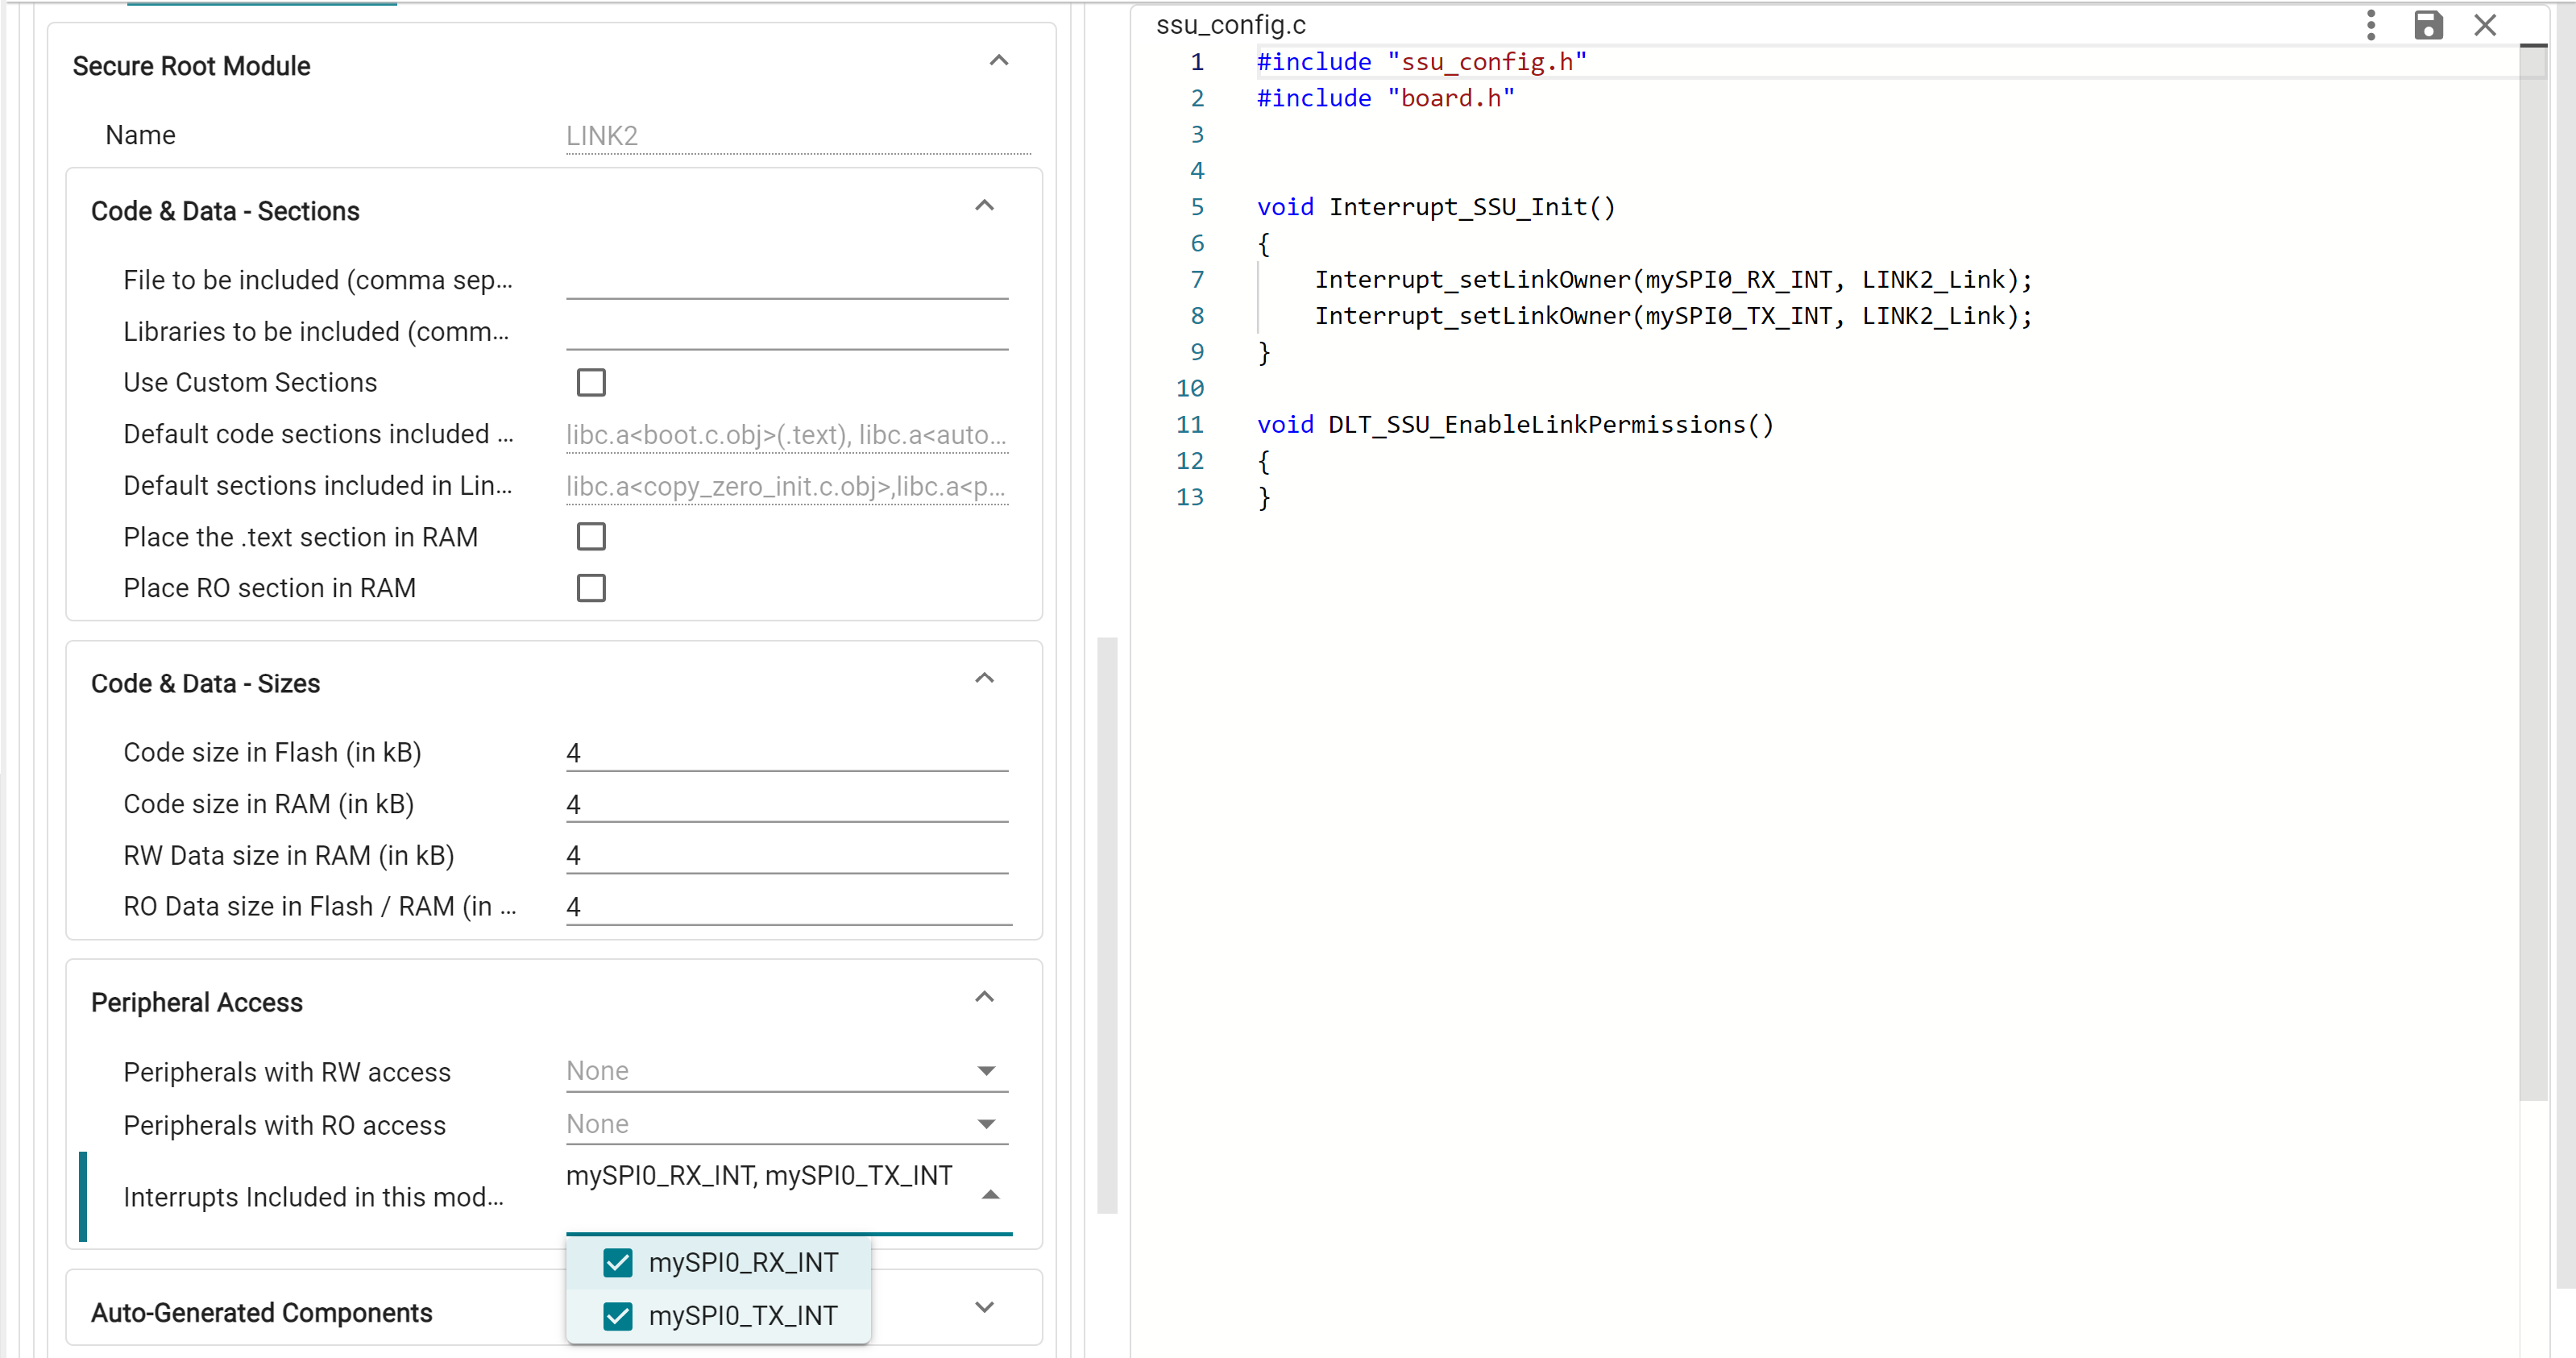 Secure Root Module
Name LINK2
Code & Data - Sections
File to be included (comma sep...
Libraries to be included (comm...
Use Custom Sections
Default code sections included ... libc.a<boot.c.obj>(.text), libc.a<auto...
Default sections included in Lin... libc.a<copy_zero_init.c.obj>,libc.a<p...
Place the .text section in RAM
Place RO section in RAM
Code & Data - Sizes
Code size in Flash (in kB) 4
Code size in RAM (in kB) 4
RW Data size in RAM (in kB) 4
RO Data size in Flash / RAM (in ... 4
Peripheral Access
Peripherals with RW access None
Peripherals with RO access None
Interrupts Included in this mod... mySPI0_RX_INT, mySPI0_TX_INT
mySPI0_RX_INT
mySPI0_TX_INT
Auto-Generated Components
ssu_config.c
1 #include "ssu_config.h"
2 #include "board.h"
3
4
5 void Interrupt_SSU_Init()
6 {
7 Interrupt_setLinkOwner(mySPI0_RX_INT, LINK2_Link);
8 Interrupt_setLinkOwner(mySPI0_TX_INT, LINK2_Link);
9 }
10
11 void DLT_SSU_EnableLinkPermissions()
12 {
13 }